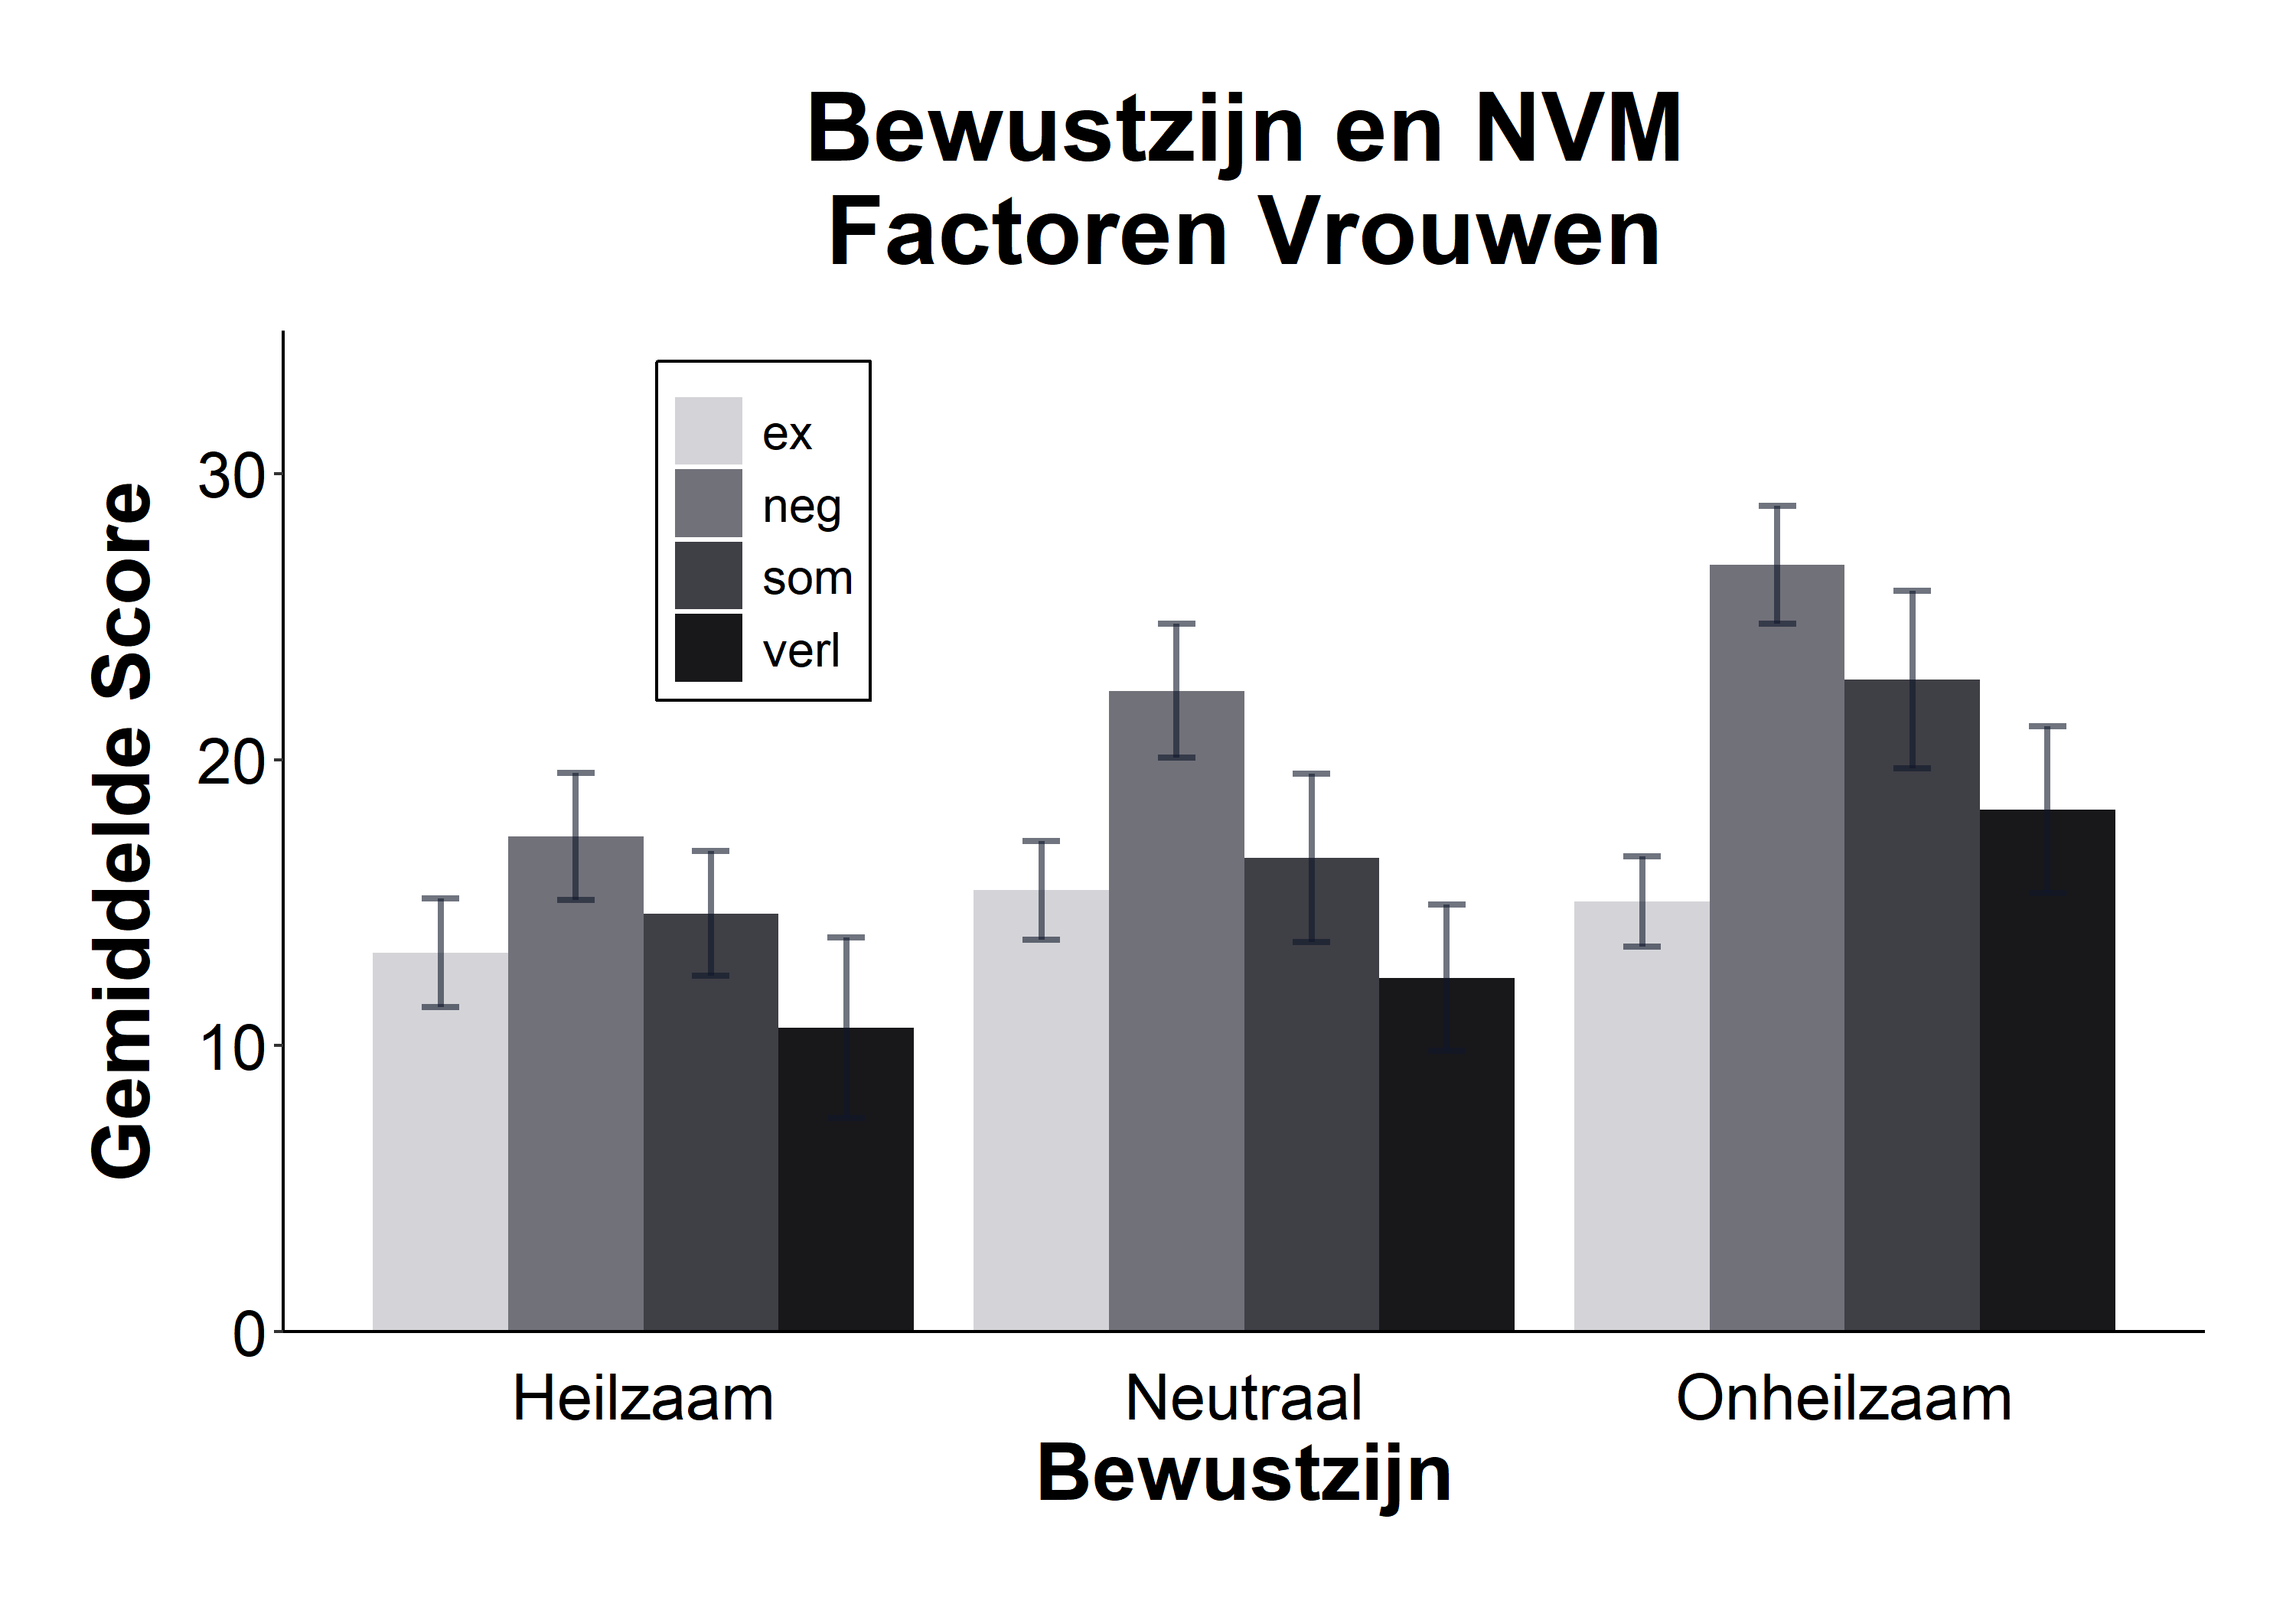 Bewustzijn en NVM
Factoren Vrouwen
Gemiddelde Score
30
20
10
0
ex
neg
som
verl
Heilzaam
Neutraal
Onheilzaam
Bewustzijn